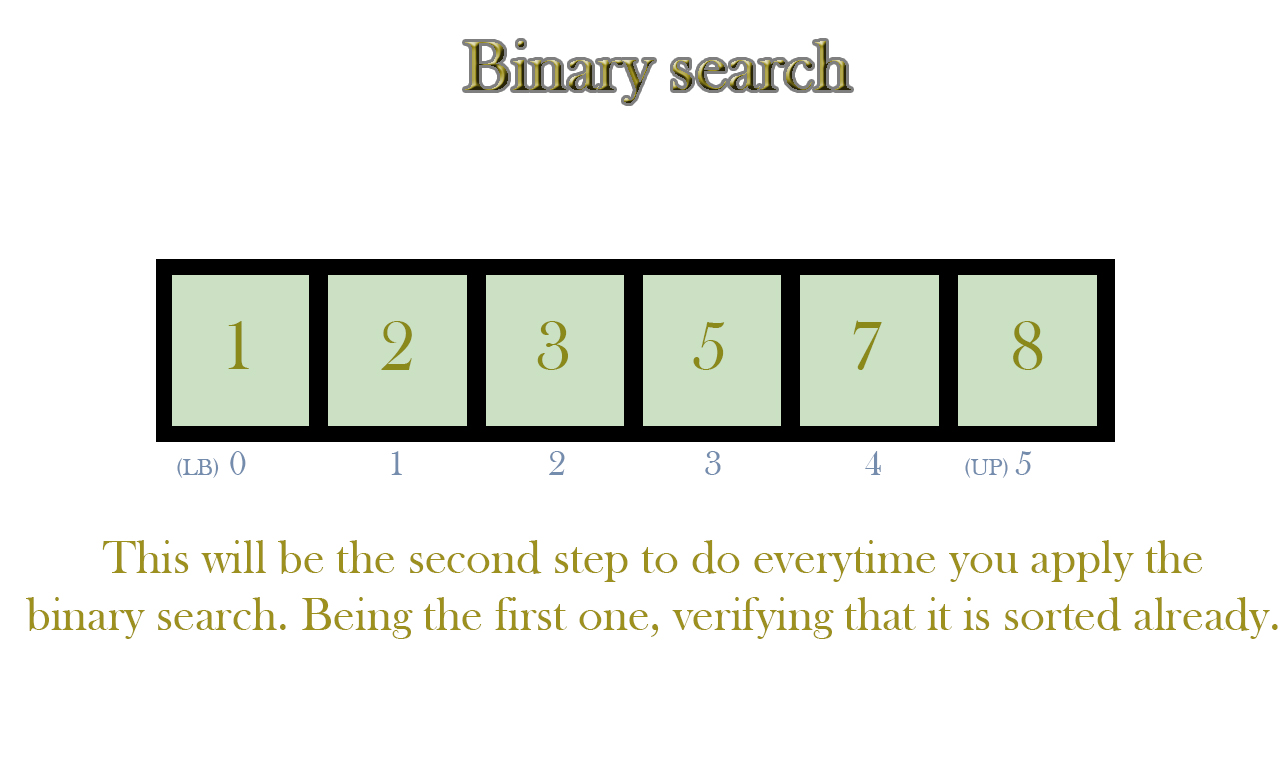 Binary search
1 2 3 5 7 8
(LB) 0 1 2 3 4 (UP) 5
This will be the second step to do everytime you apply the
binary search. Being the first one, verifying that it is sorted already.